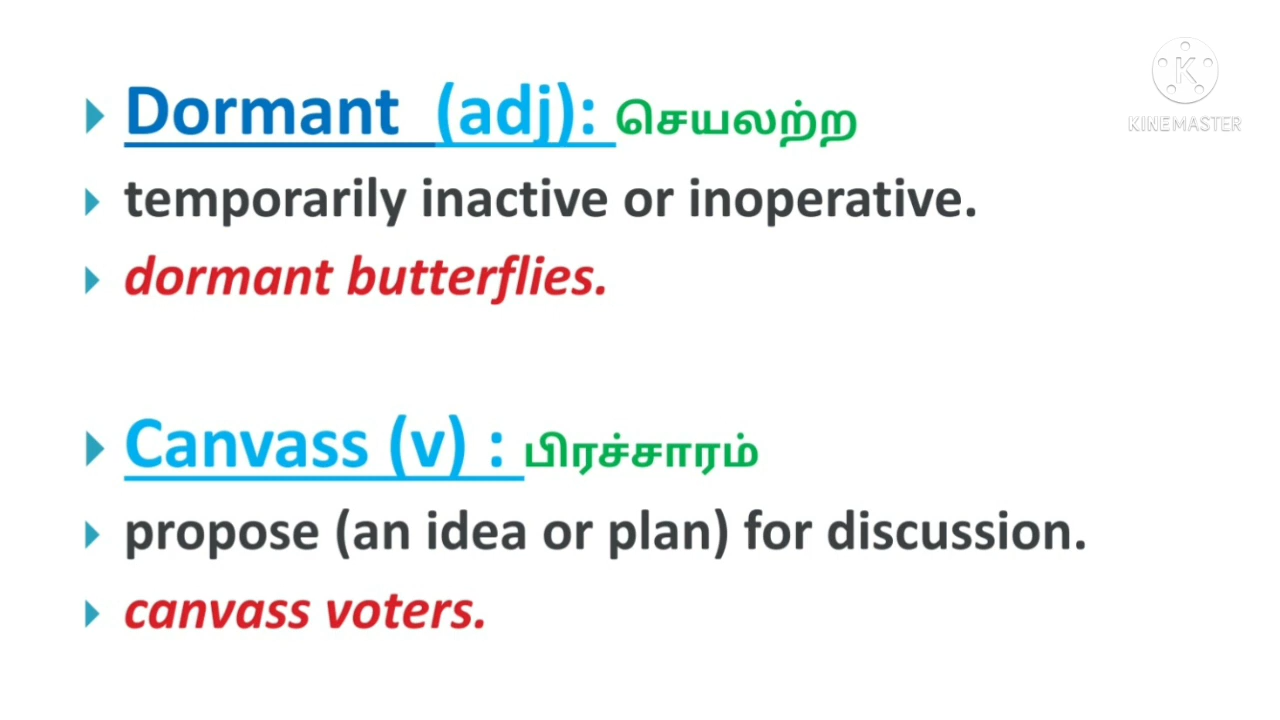 Dormant (adj): செயலற்ற
temporarily inactive or inoperative.
dormant butterflies.
Canvass (v) : பிரச்சாரம்
propose (an idea or plan) for discussion.
canvass voters.
K
KINEMASTER